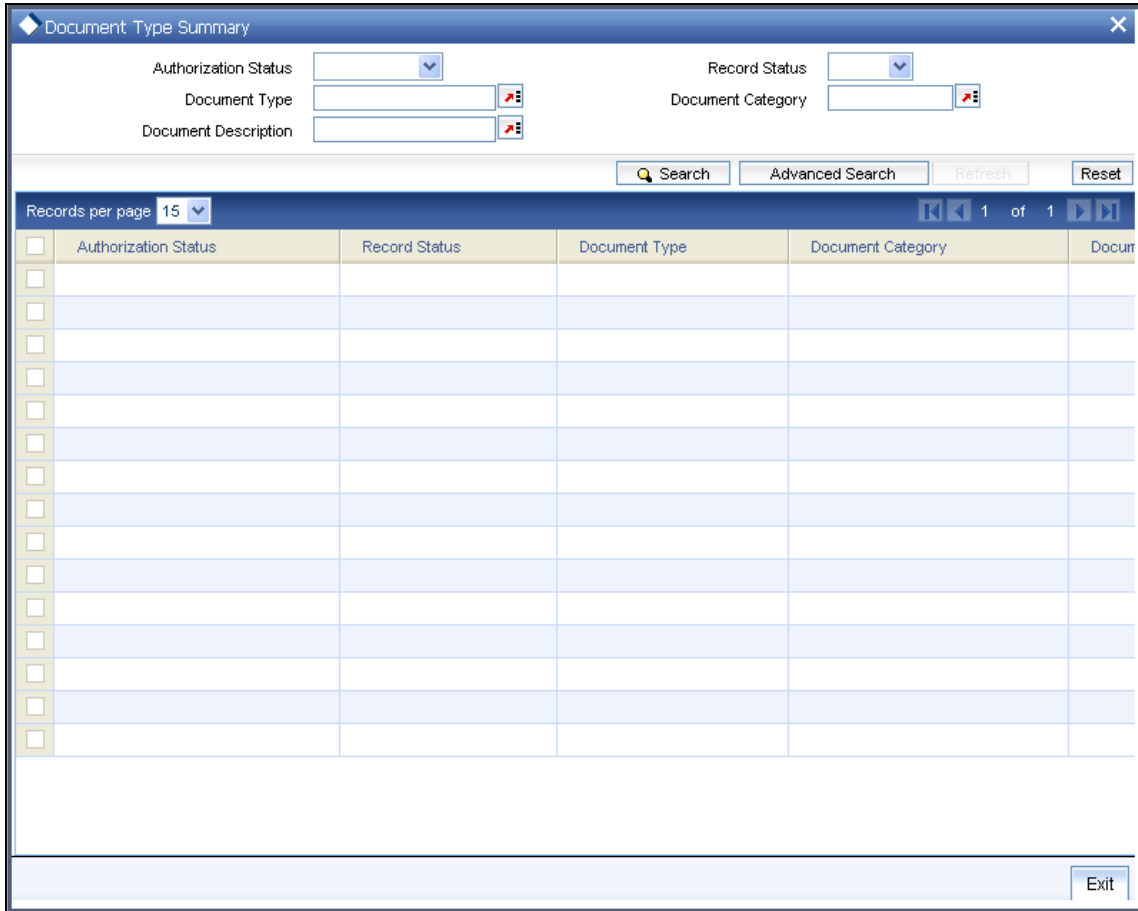 Document Type Summary
Authorization Status
Record Status
Document Type
Document Category
Document Description
Search
Advanced Search
Refresh
Reset
Records per page 15
1 of 1
Authorization Status Record Status Document Type Document Category Docum
Exit